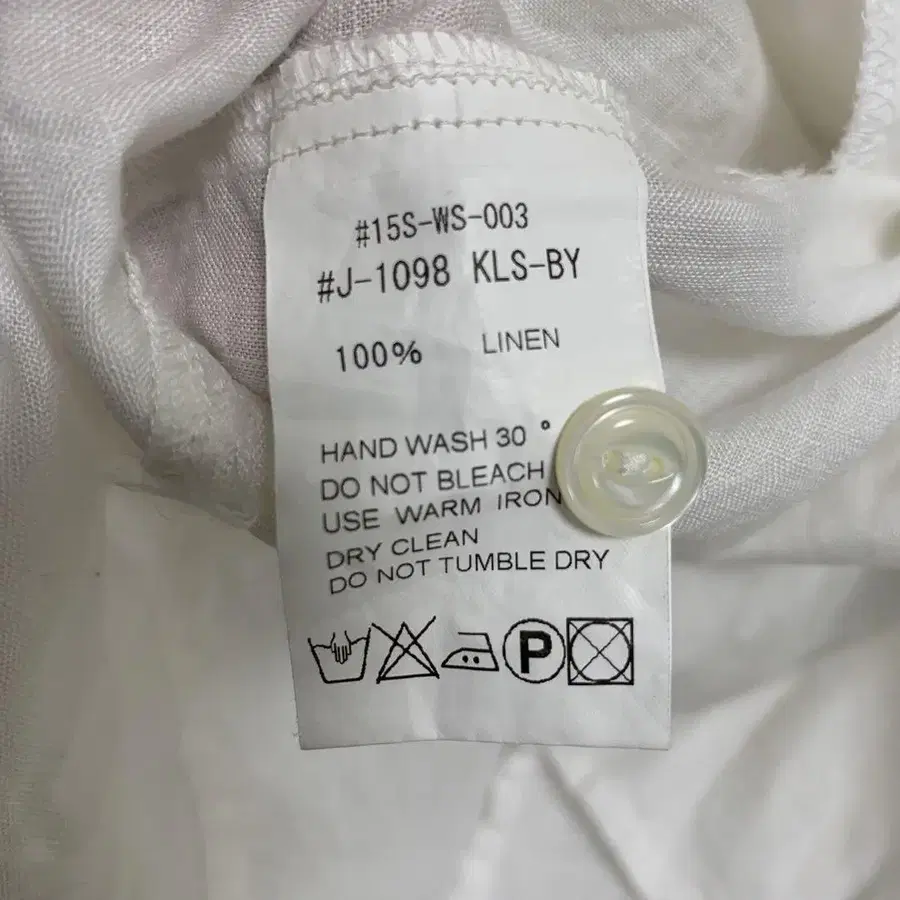 #15S-WS-003
#J-1098 KLS-BY
100% LINEN
HAND WASH 30 °
DO NOT BLEACH
USE WARM IRON
DRY CLEAN
DO NOT TUMBLE DRY
P